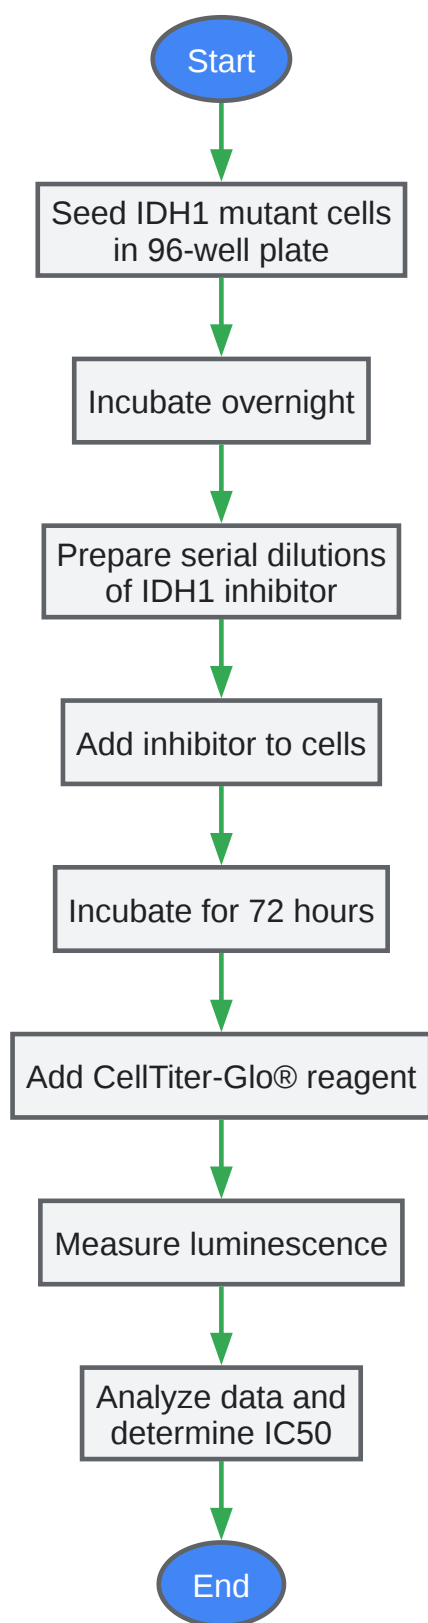 Start
Seed IDH1 mutant cells
in 96-well plate
Incubate overnight
Prepare serial dilutions
of IDH1 inhibitor
Add inhibitor to cells
Incubate for 72 hours
Add CellTiter-Glo® reagent
Measure luminescence
Analyze data and
determine IC50
End